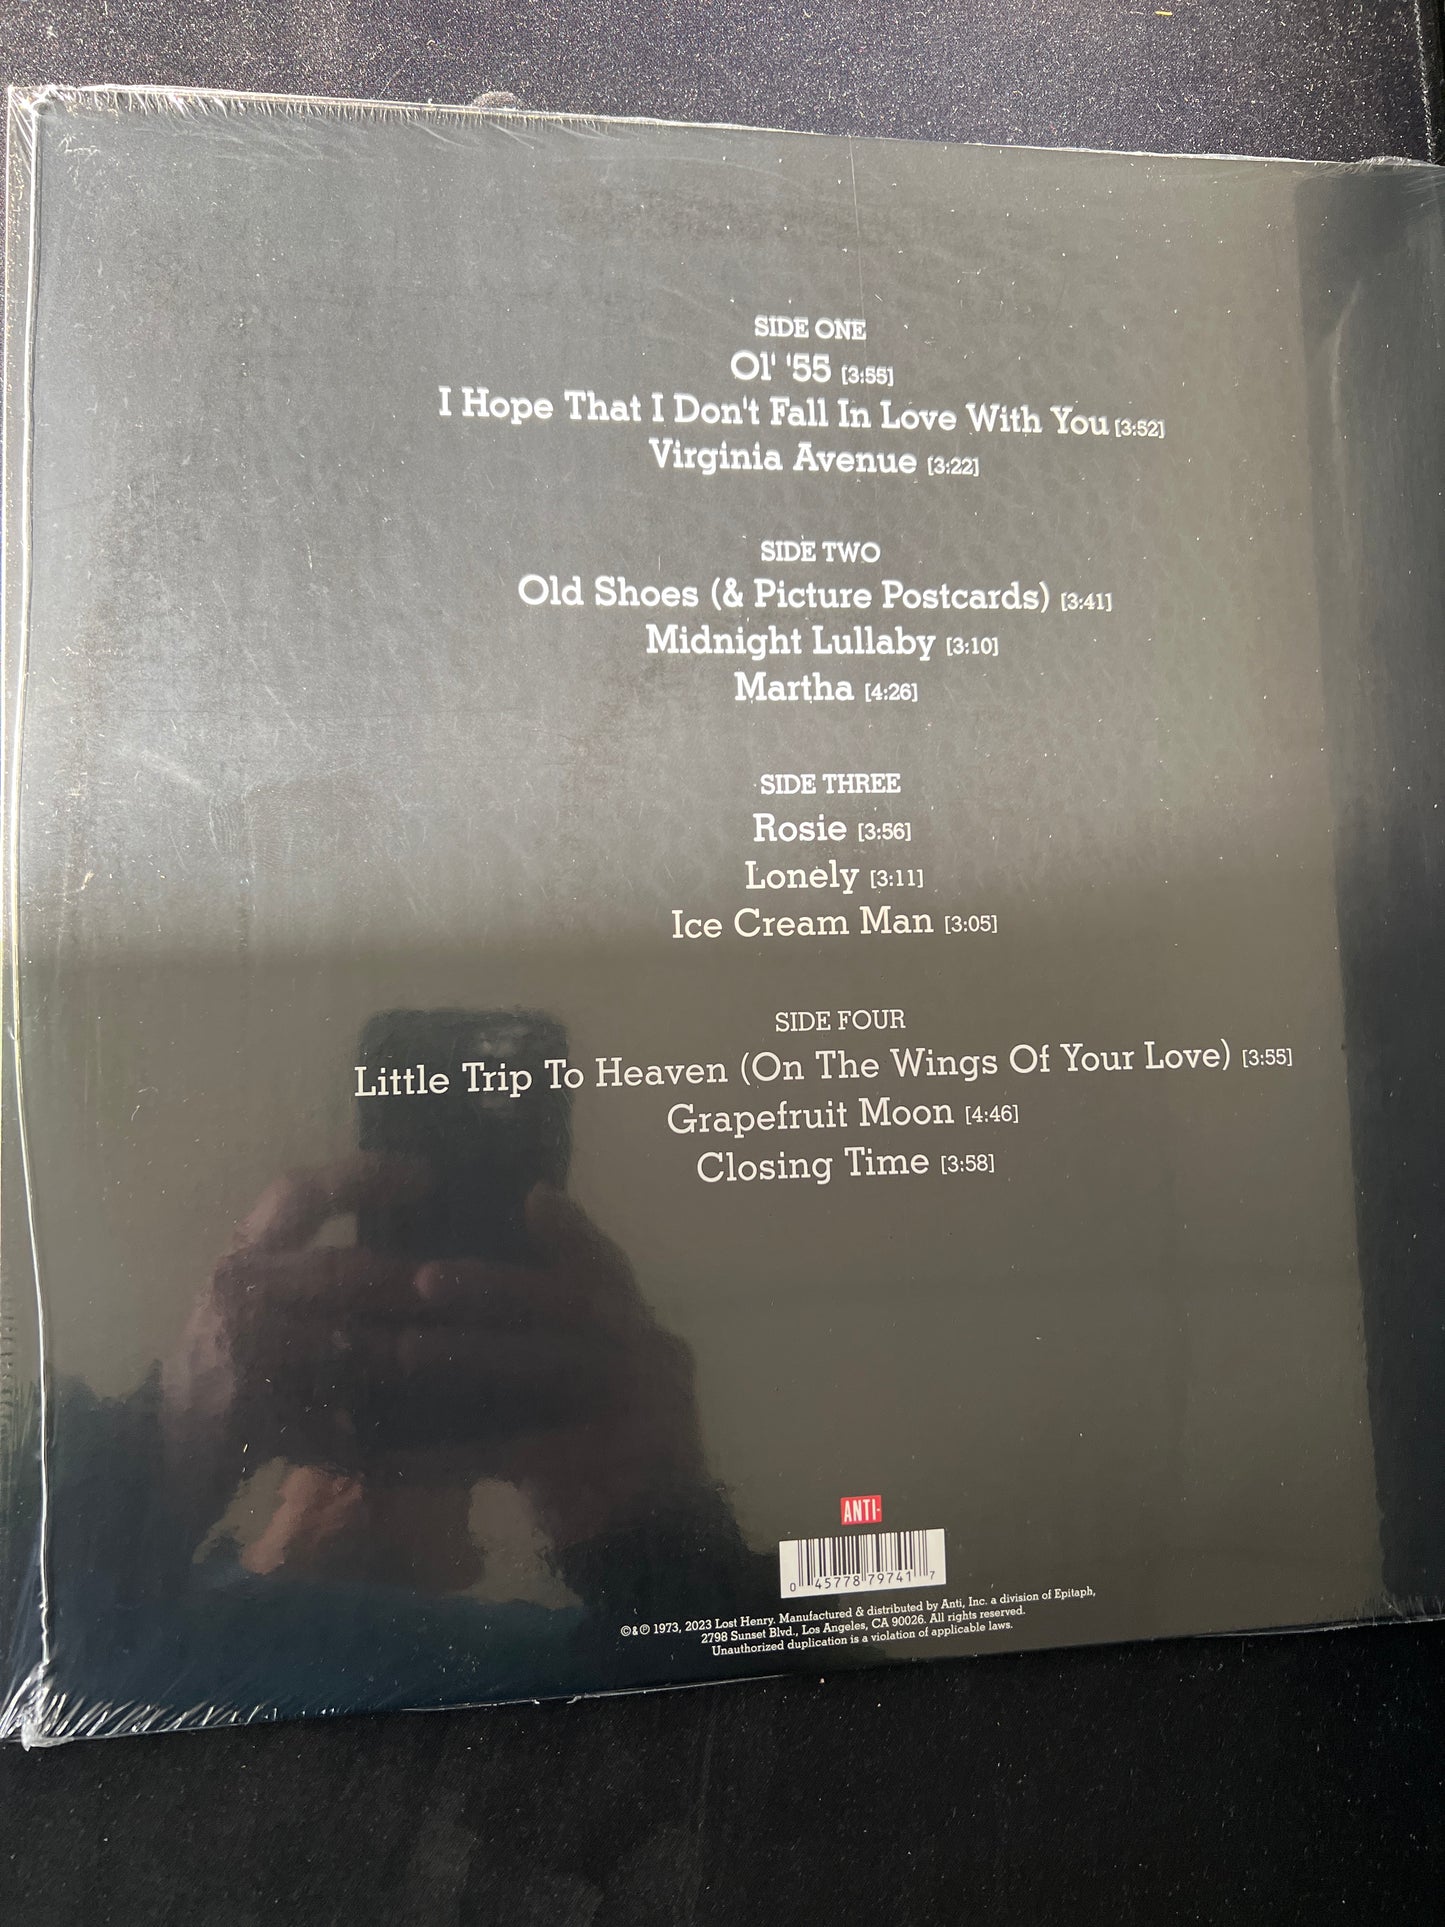 SIDE ONE
Ol' '55 [3:55]
I Hope That I Don't Fall In Love With You [3:52]
Virginia Avenue [3:22]
SIDE TWO
Old Shoes (& Picture Postcards) [3:41]
Midnight Lullaby [3:10]
Martha [4:26]
SIDE THREE
Rosie [3:56]
Lonely [3:11]
Ice Cream Man [3:05]
SIDE FOUR
Little Trip To Heaven (On The Wings Of Your Love) [3:55]
Grapefruit Moon [4:46]
Closing Time [3:58]
ANTI-
0 45778 79741 7
©&℗ 1973, 2023 Lost Henry. Manufactured & distributed by Anti, Inc. a division of Epitaph,
2798 Sunset Blvd., Los Angeles, CA 90026. All rights reserved.
Unauthorized duplication is a violation of applicable laws.